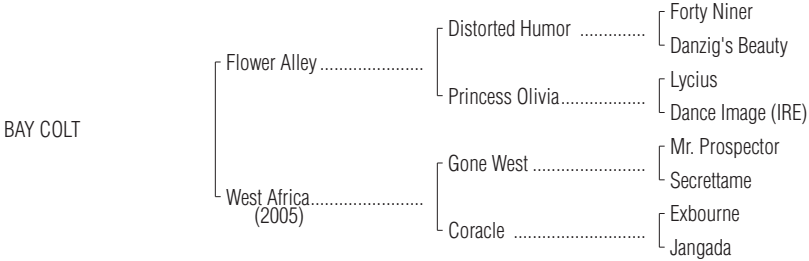 Forty Niner
Distorted Humor ..............
Danzig's Beauty
Flower Alley ......................
Lycius
Princess Olivia..................
Dance Image (IRE)
BAY COLT
Mr. Prospector
Gone West ........................
Secrettame
West Africa........................
(2005)
Exbourne
Coracle ............................
Jangada